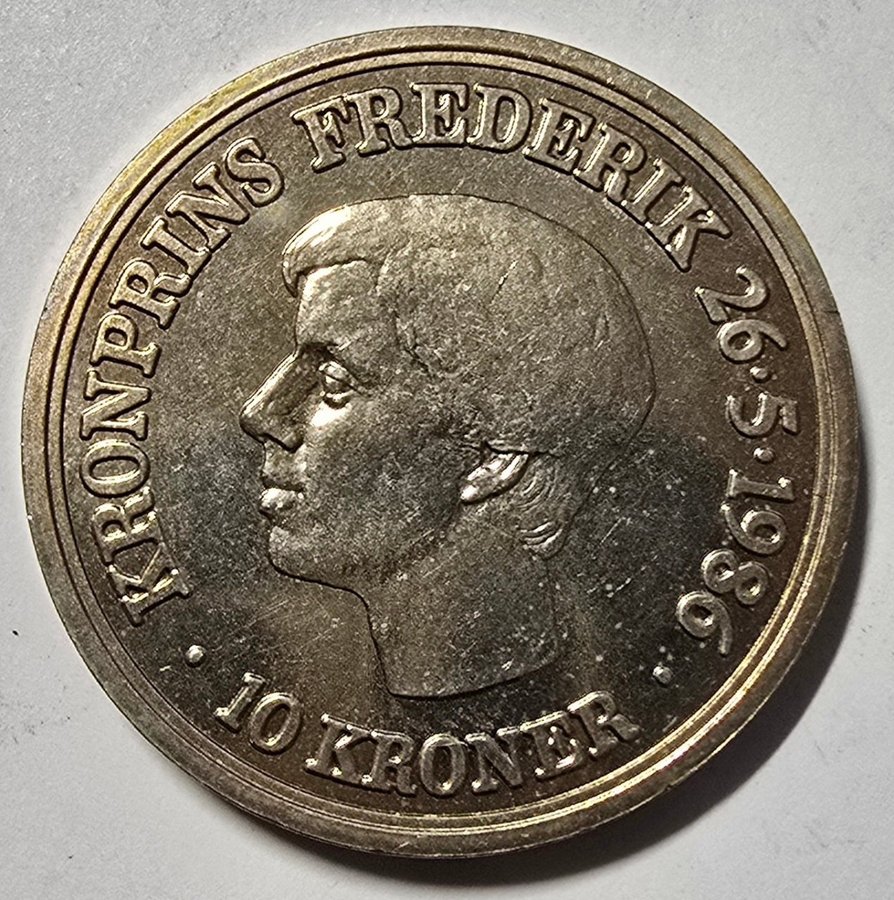 KRONPRINS FREDERIK 26·5·1986
· 10 KRONER ·